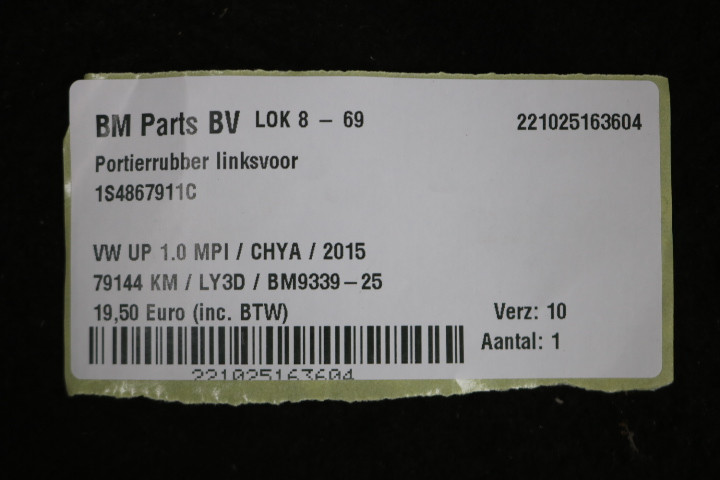 BM Parts BV LOK 8 – 69 221025163604
Portierrubber linksvoor
1S4867911C
VW UP 1.0 MPI / CHYA / 2015
79144 KM / LY3D / BM9339-25
19,50 Euro (inc. BTW) Verz: 10
Aantal: 1
221025163604